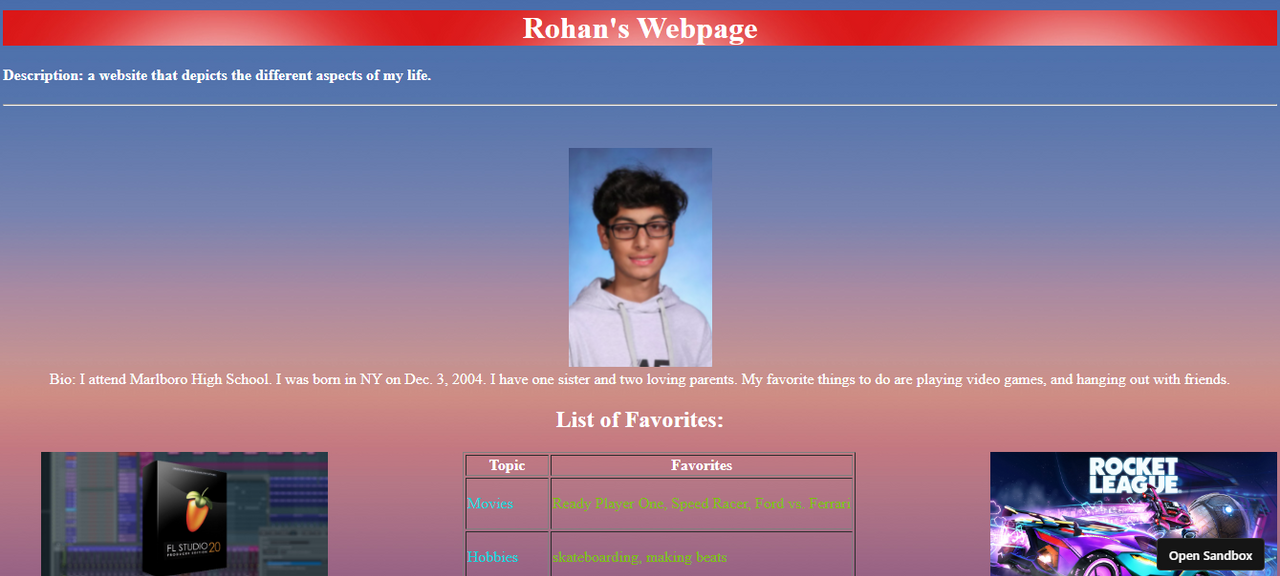 Rohan's Webpage
Description: a website that depicts the different aspects of my life.
Bio: I attend Marlboro High School. I was born in NY on Dec. 3, 2004. I have one sister and two loving parents. My favorite things to do are playing video games, and hanging out with friends.
List of Favorites:
Topic Favorites
Movies Ready Player One, Speed Racer, Ford vs. Ferrari
Hobbies skateboarding, making beats
FL STUDIO 20
PRODUCER EDITION
ROCKET
LEAGUE
Open Sandbox